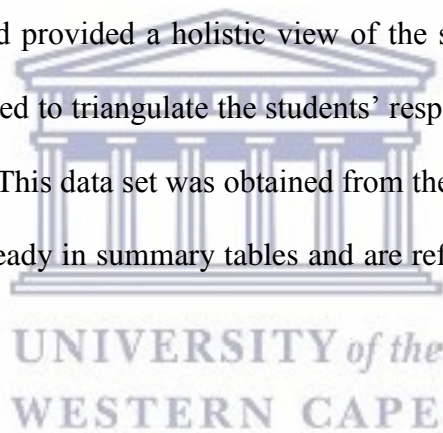 d provided a holistic view of the s
ed to triangulate the students’ resp
This data set was obtained from the
eady in summary tables and are ref
UNIVERSITY of the
WESTERN CAPE